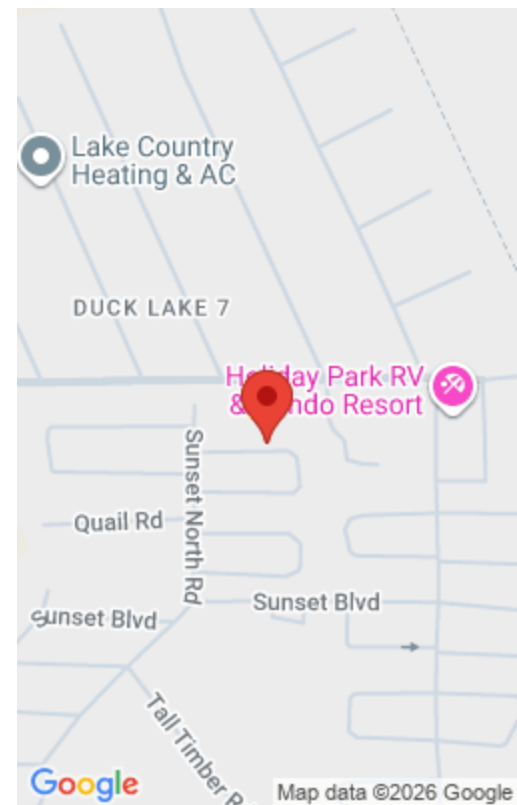 Lake Country
Heating & AC
DUCK LAKE 7
Holiday Park RV
& ndo Resort
Sunset North Rd
Quail Rd
Sunset Blvd
Sunset Blvd
Tall Timber R
Google
Map data ©2026 Google